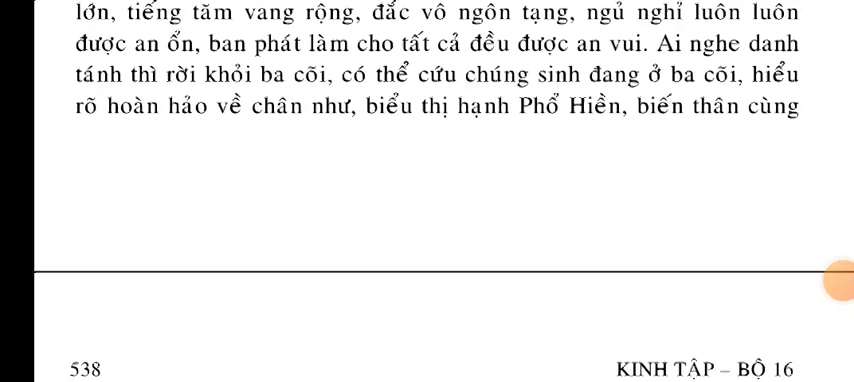 lớn, tiếng tăm vang rộng, đắc vô ngôn tạng, ngủ nghỉ luôn luôn
được an ổn, ban phát làm cho tất cả đều được an vui. Ai nghe danh
tánh thì rời khỏi ba cõi, có thể cứu chúng sinh đang ở ba cõi, hiểu
rõ hoàn hảo về chân như, biểu thị hạnh Phổ Hiền, biến thân cùng
538 KINH TẬP – BỘ 16